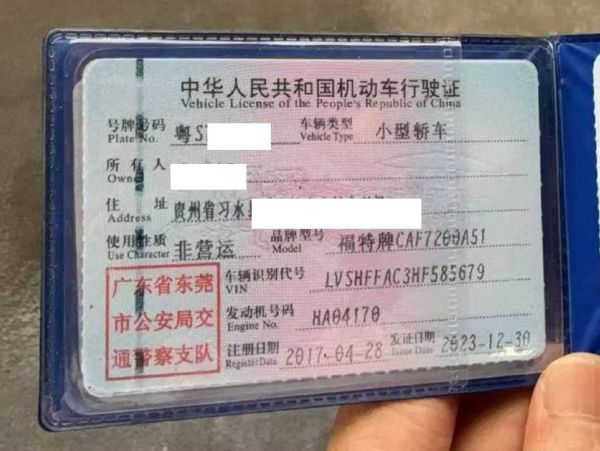 中华人民共和国机动车行驶证
Vehicle License of the People's Republic of China
号牌号码 粤S 车辆类型 小型轿车
Plate No. Vehicle Type
所有人
Owner
住址 贵州省习水县
Address
使用性质 非营运 品牌型号 福特牌CAF7200A51
Use Character Model
车辆识别代号 LVSHFFAC3HF585679
VIN
发动机号码 HA04170
Engine No.
注册日期 2017-04-28 发证日期 2023-12-30
Register Date Issue Date
广东省东莞
市公安局交
通警察支队